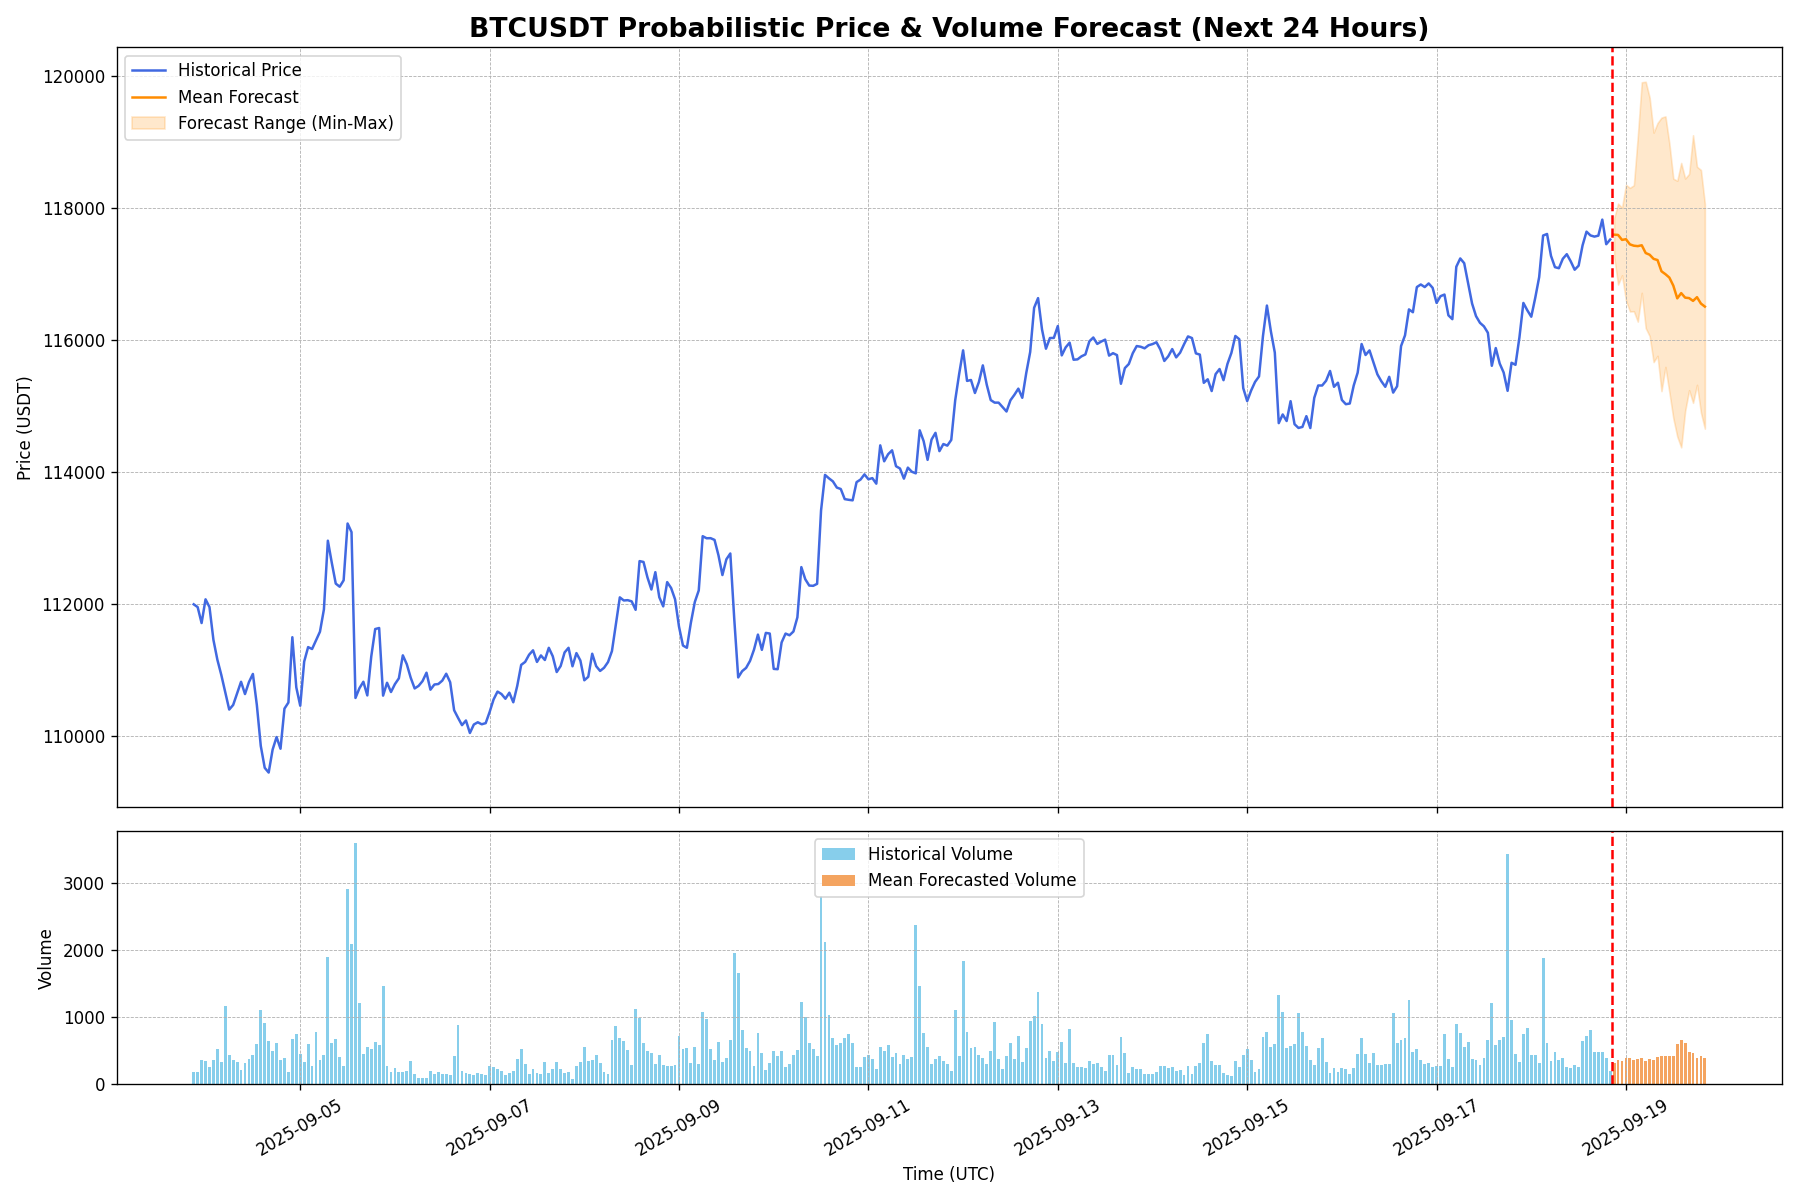 BTCUSDT Probabilistic Price & Volume Forecast (Next 24 Hours)
Historical Price
Mean Forecast
Forecast Range (Min-Max)
120000
118000
116000
114000
112000
110000
Price (USDT)
Historical Volume
Mean Forecasted Volume
3000
2000
1000
0
Volume
2025-09-05
2025-09-07
2025-09-09
2025-09-11
2025-09-13
2025-09-15
2025-09-17
2025-09-19
Time (UTC)